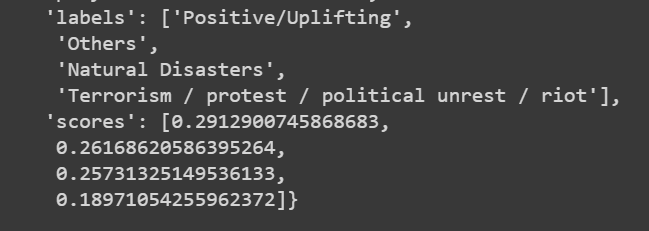 'labels': ['Positive/Uplifting',
'Others',
'Natural Disasters',
'Terrorism / protest / political unrest / riot'],
'scores': [0.2912900745868683,
0.26168620586395264,
0.25731325149536133,
0.18971054255962372]}